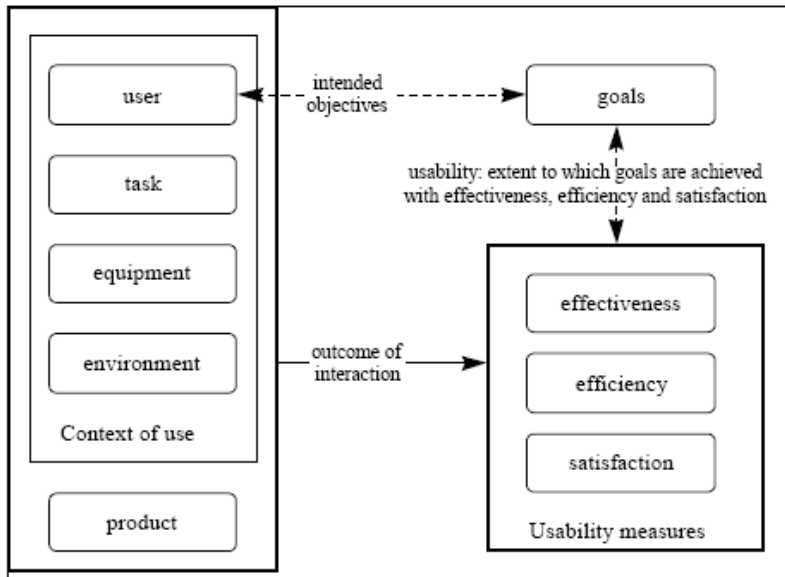 user
task
equipment
environment
Context of use
product
intended
objectives
goals
usability: extent to which goals are achieved
with effectiveness, efficiency and satisfaction
outcome of
interaction
effectiveness
efficiency
satisfaction
Usability measures